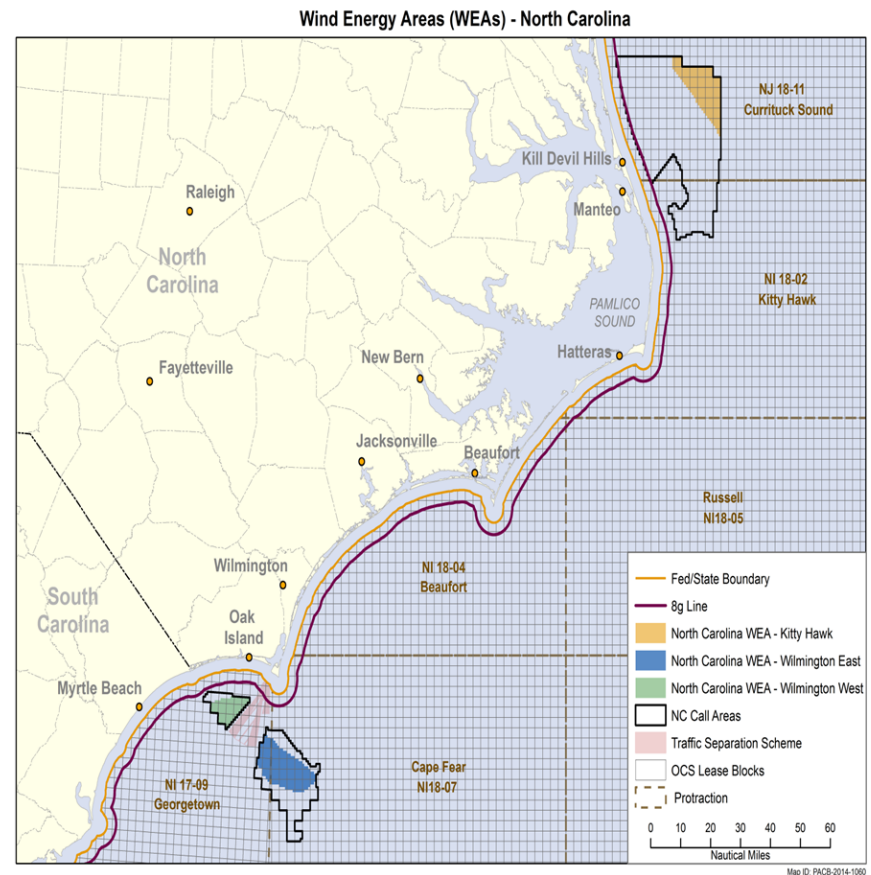 Wind Energy Areas (WEAs) - North Carolina
NJ 18-11
Currituck Sound
Kill Devil Hills
Raleigh
Manteo
North
Carolina
NI 18-02
Kitty Hawk
PAMLICO
SOUND
Hatteras
New Bern
Fayetteville
Jacksonville
Beaufort
Russell
NI18-05
Wilmington
NI 18-04
Beaufort
South
Carolina
Oak
Island
Myrtle Beach
Cape Fear
NI18-07
NI 17-09
Georgetown
Fed/State Boundary
8g Line
North Carolina WEA - Kitty Hawk
North Carolina WEA - Wilmington East
North Carolina WEA - Wilmington West
NC Call Areas
Traffic Separation Scheme
OCS Lease Blocks
Protraction
0 10 20 30 40 50 60
Nautical Miles
Map ID: PACB-2014-1060